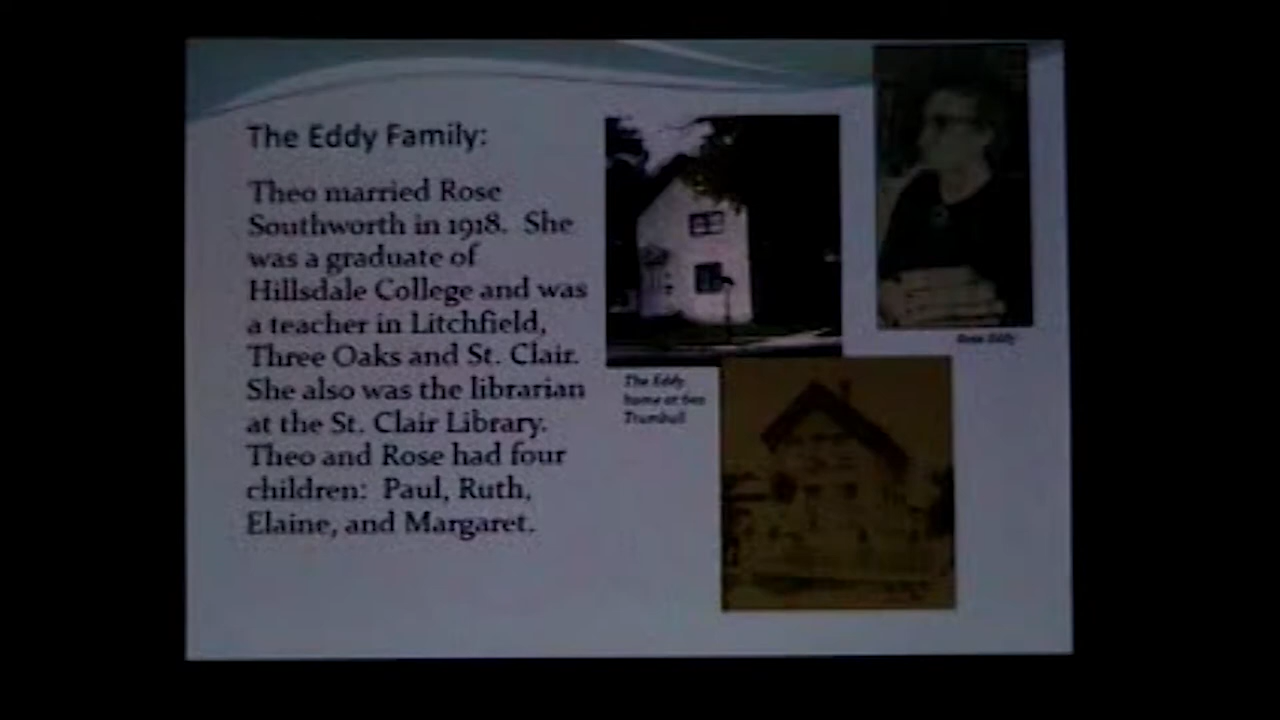 The Eddy Family:
Theo married Rose
Southworth in 1918. She
was a graduate of
Hillsdale College and was
a teacher in Litchfield,
Three Oaks and St. Clair.
She also was the librarian
at the St. Clair Library.
Theo and Rose had four
children: Paul, Ruth,
Elaine, and Margaret.
Rose Eddy
The Eddy
home at
Trumbull